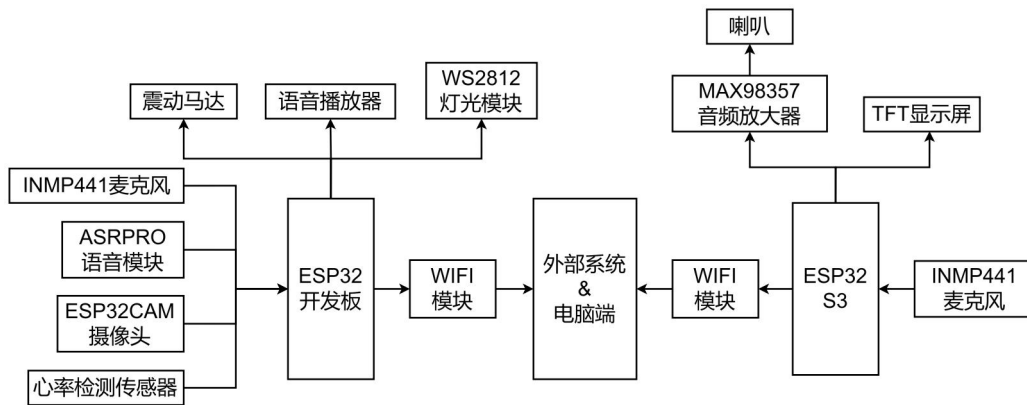 喇叭
震动马达
语音播放器
WS2812
灯光模块
MAX98357
音频放大器
TFT显示屏
INMP441麦克风
ASRPRO
语音模块
ESP32CAM
摄像头
心率检测传感器
ESP32
开发板
WIFI
模块
外部系统
&
电脑端
WIFI
模块
ESP32
S3
INMP441
麦克风